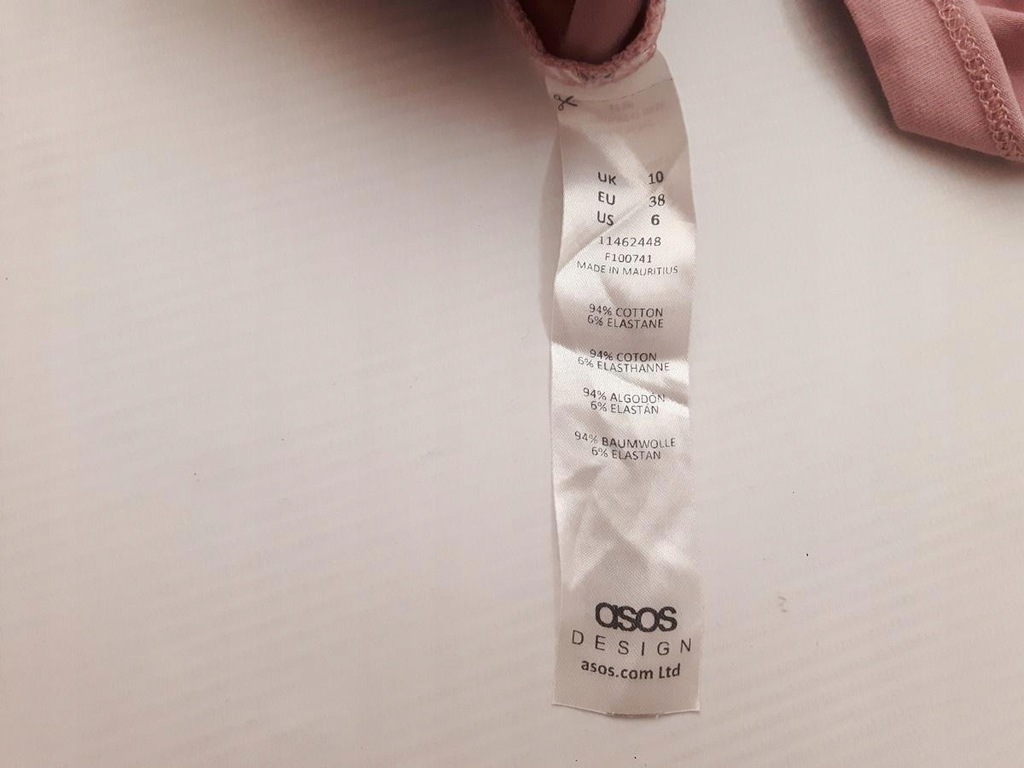 UK 10
EU 38
US 6
11462448
F100741
MADE IN MAURITIUS
94% COTTON
6% ELASTANE
94% COTON
6% ELASTHANNE
94% ALGODÓN
6% ELASTÁN
94% BAUMWOLLE
6% ELASTAN
asos
DESIGN
asos.com Ltd